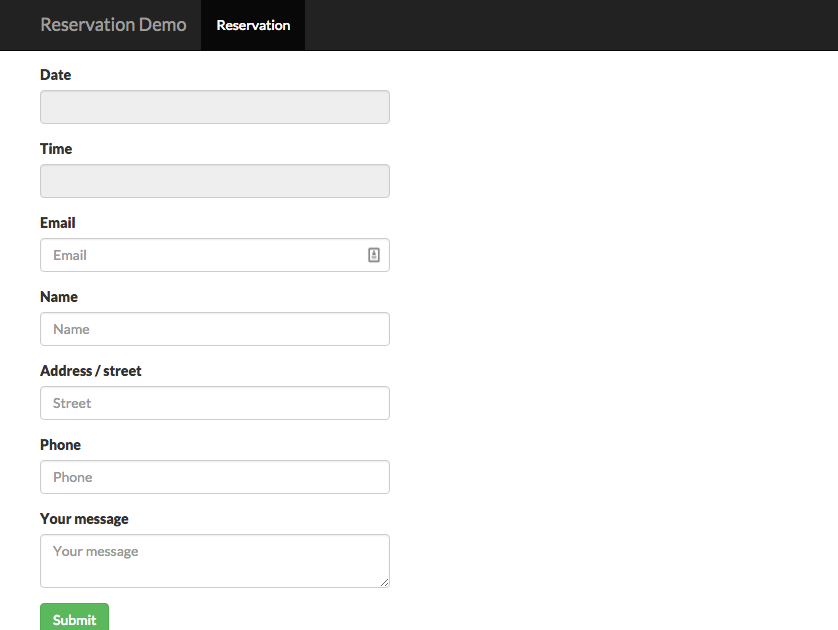 Reservation Demo Reservation
Date
Time
Email
Email
Name
Name
Address / street
Street
Phone
Phone
Your message
Your message
Submit